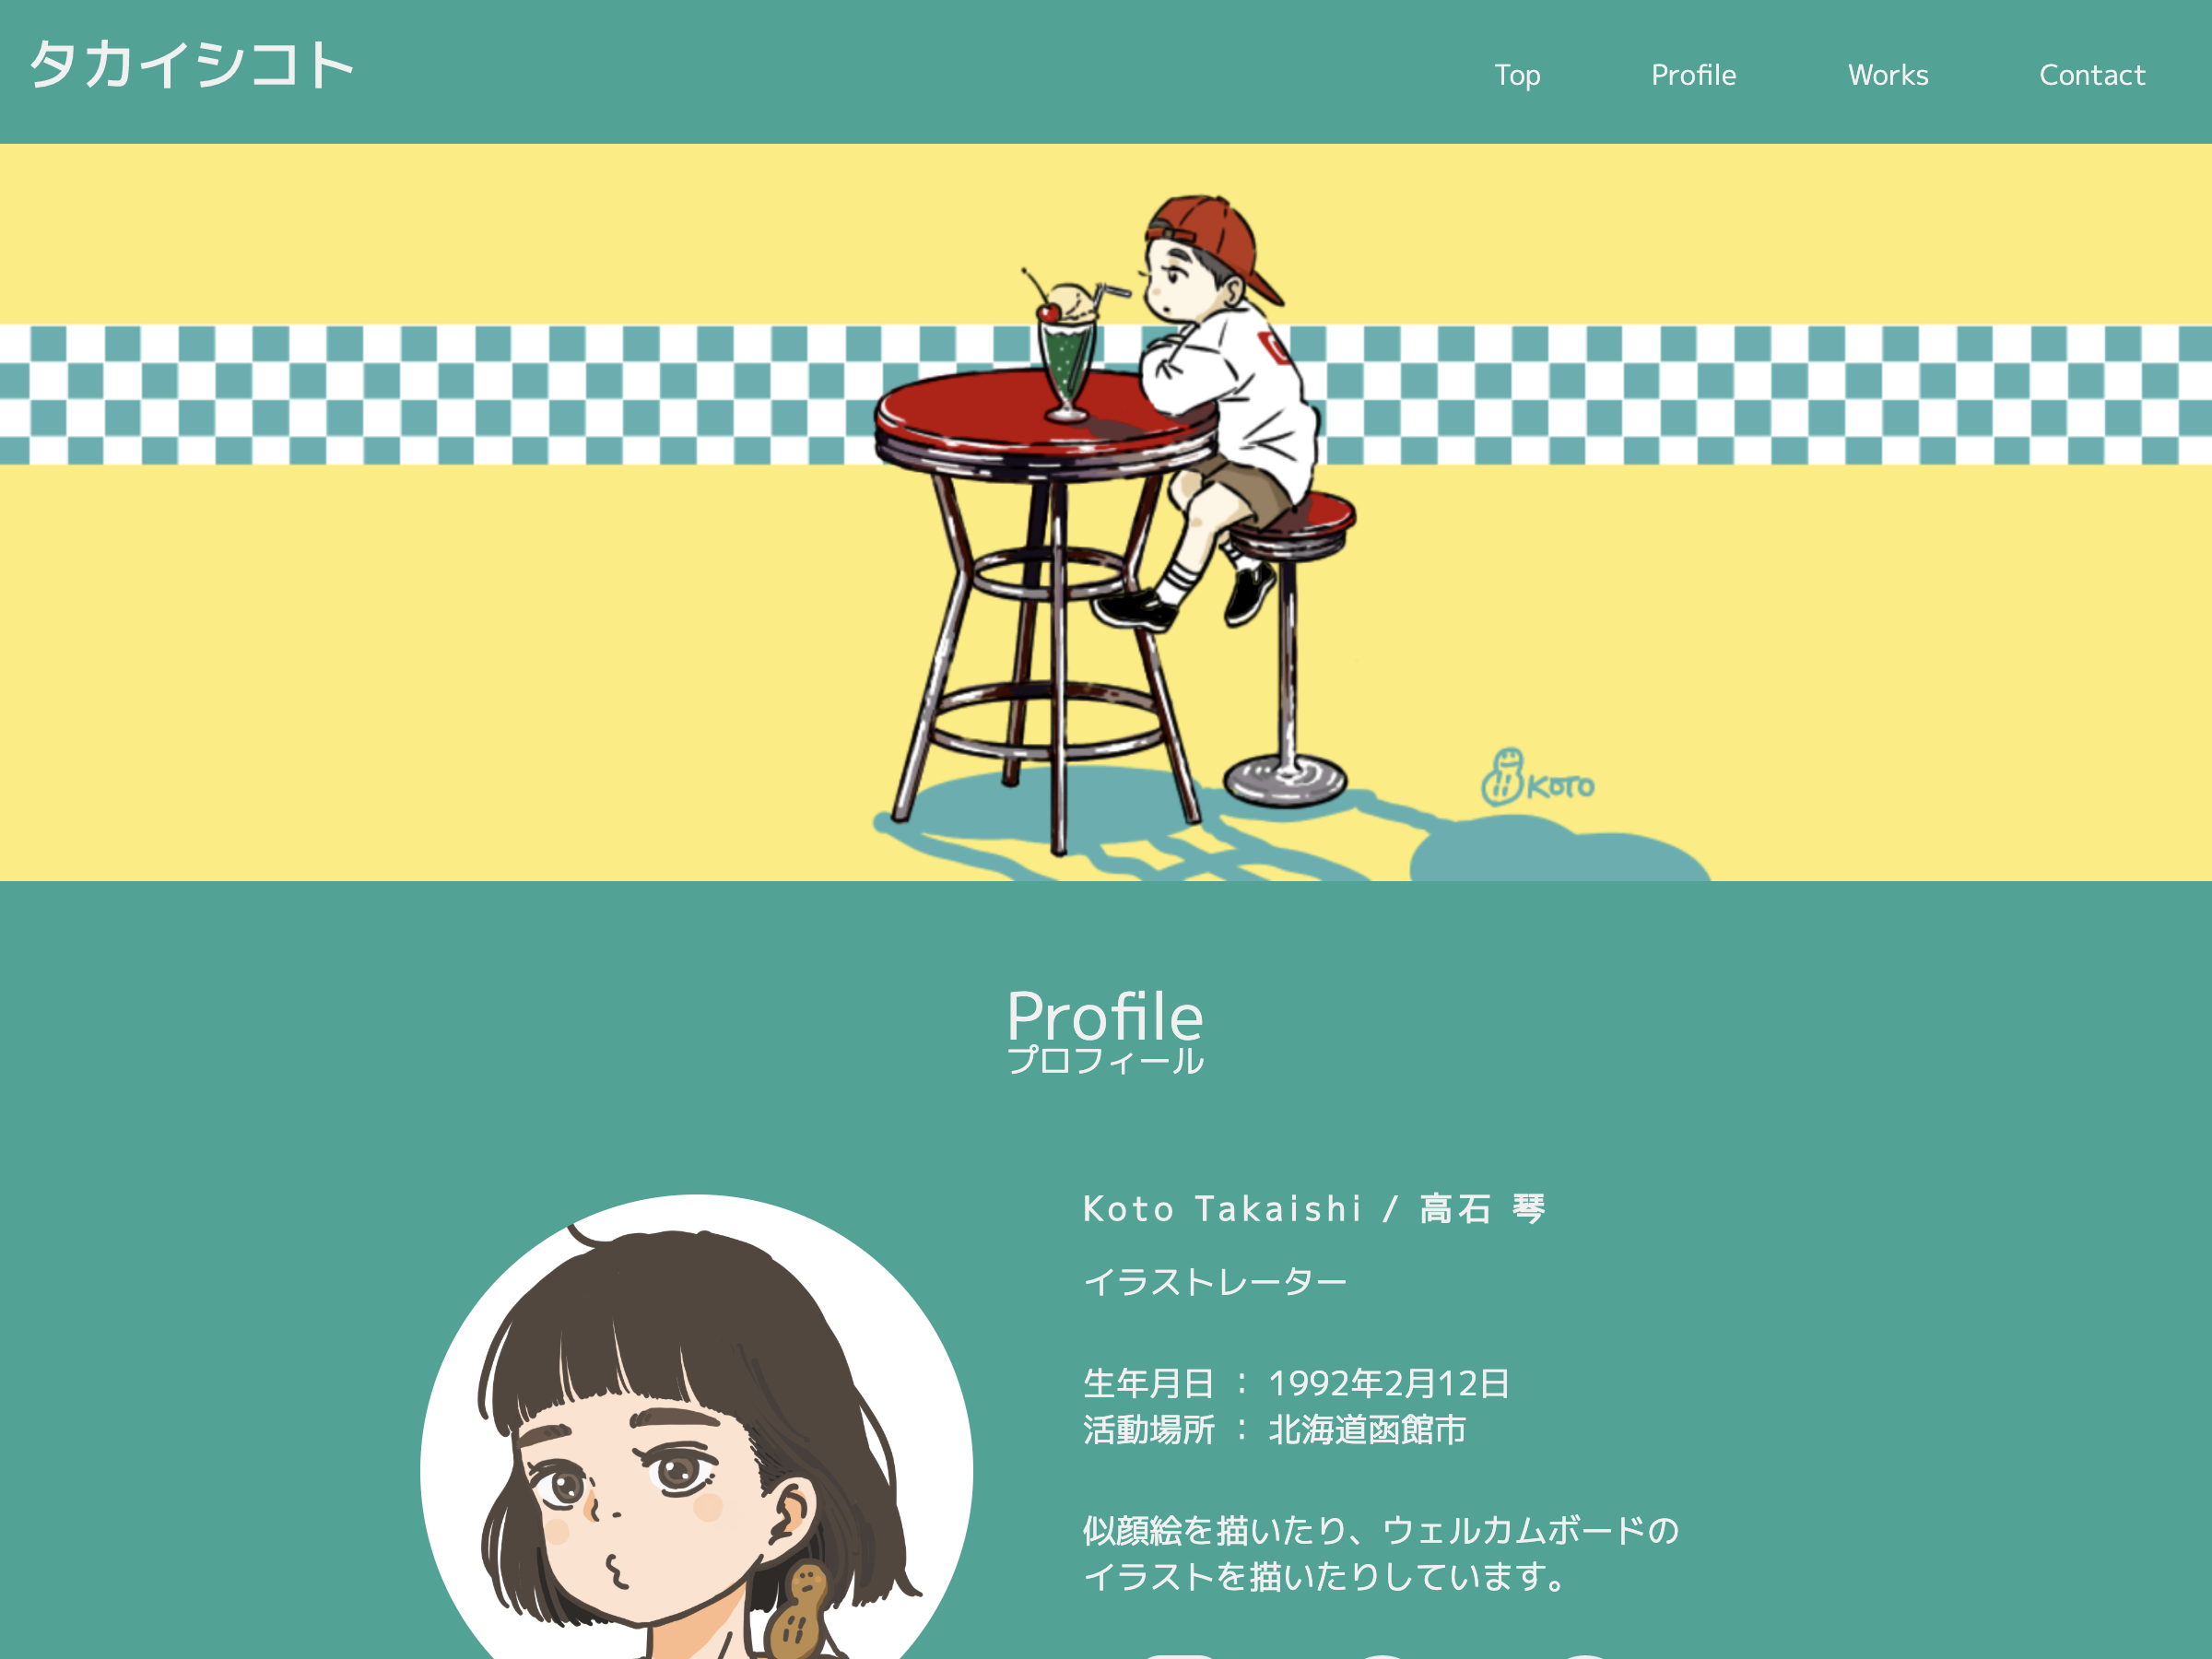 タカイシコト
Top Profile Works Contact
KOTO
Profile
プロフィール
Koto Takaishi / 高石 琴
イラストレーター
生年月日 : 1992年2月12日
活動場所 : 北海道函館市
似顔絵を描いたり、ウェルカムボードの
イラストを描いたりしています。